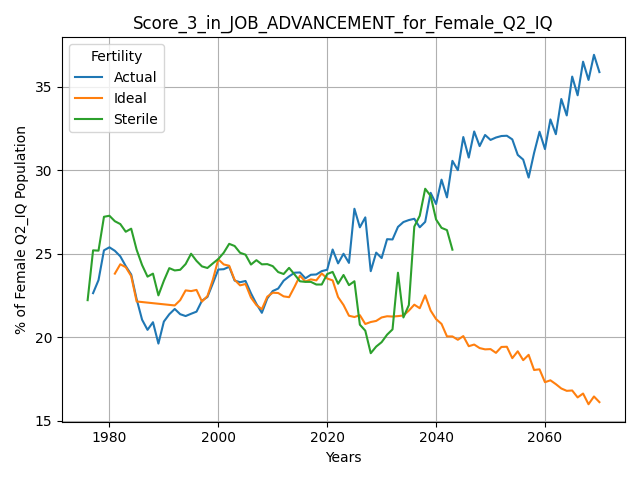 Score_3_in_JOB_ADVANCEMENT_for_Female_Q2_IQ
Fertility
Actual
Ideal
Sterile
% of Female Q2_IQ Population
35
30
25
20
15
1980
2000
2020
2040
2060
Years